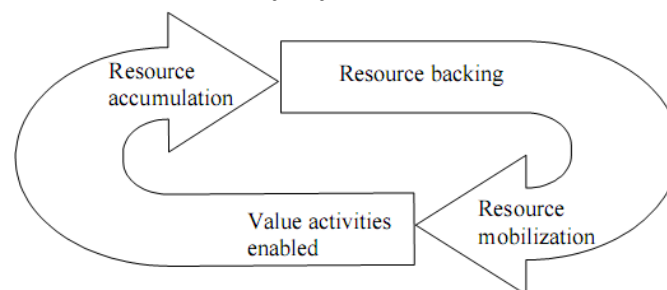 Resource
accumulation
Resource backing
Value activities
enabled
Resource
mobilization